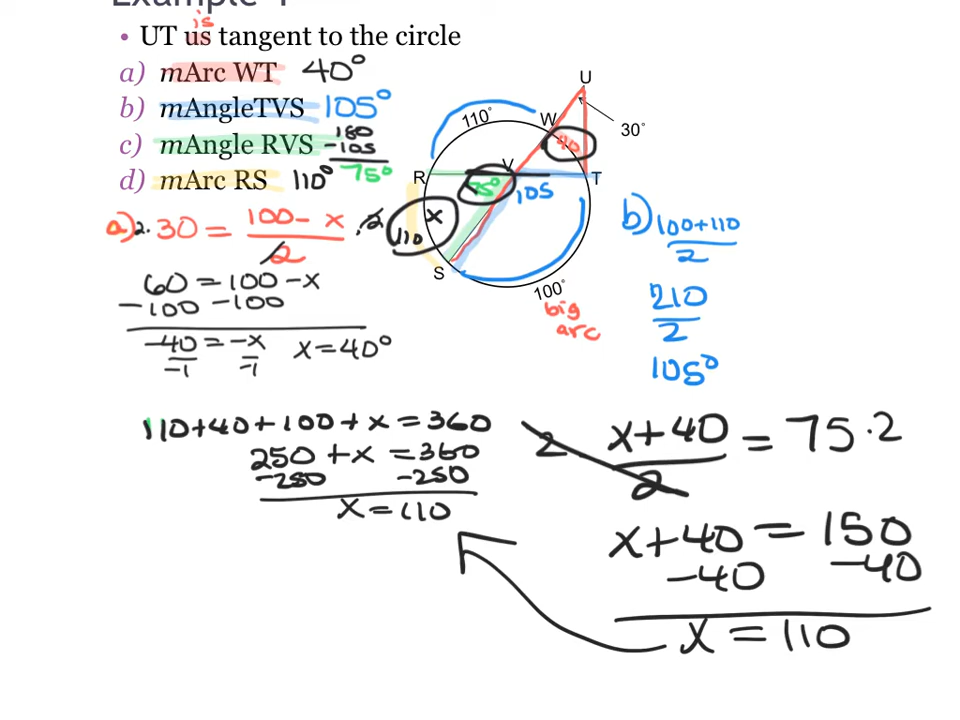 Example
is
• UT us tangent to the circle
a) mArc WT 40°
b) mAngleTVS 105°
c) mAngle RVS 180
-105
75°
d) mArc RS 110°
U
30°
110°
W
40
R
V
T
75°
105
x
110
S
100°
big
arc
a) 2·30 = 100 - x / 2 · 2
60 = 100 - x
-100 -100
-40 = -x x = 40°
-1 -1
b) 100+110
2
210
2
105°
110+40+100+x=360
250 + x = 360
-250 -250
x = 110
2 x+40 = 75·2
2
x+40 = 150
-40 -40
x = 110